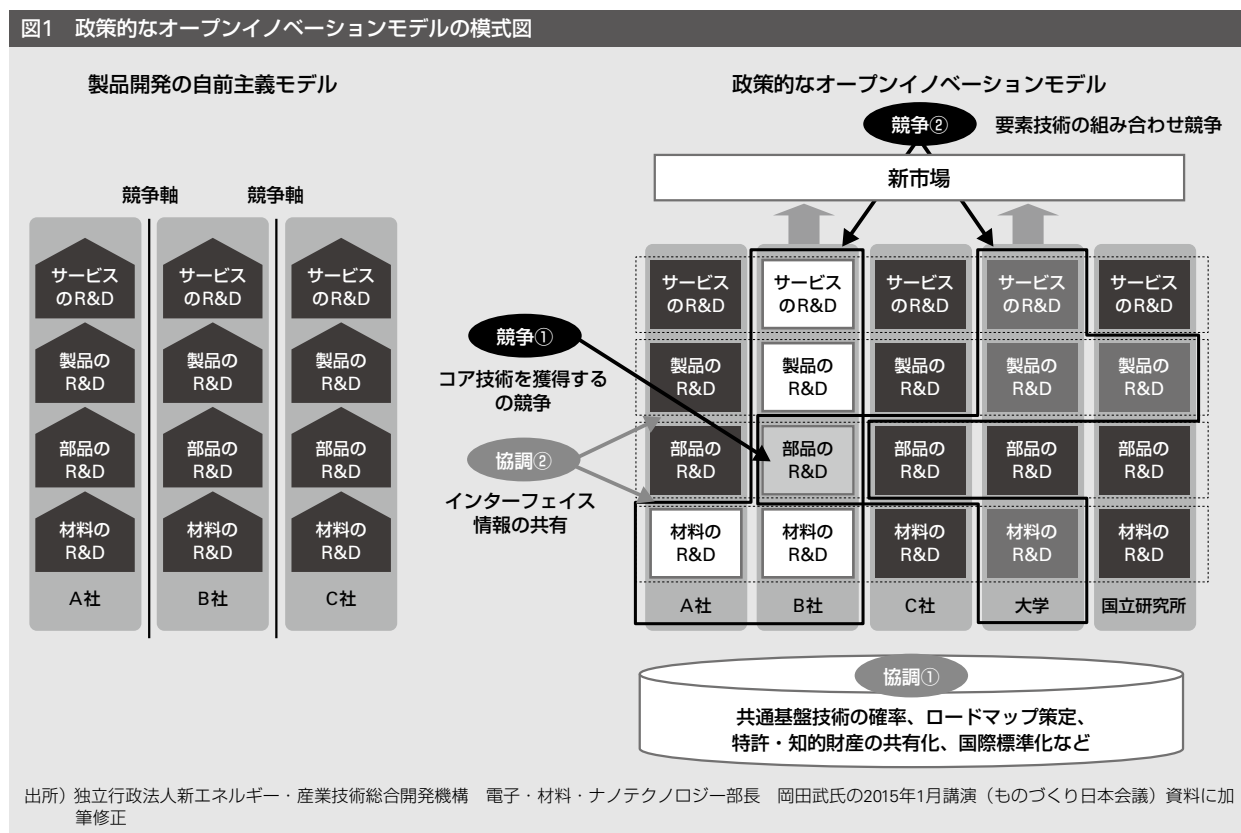 図1 政策的なオープンイノベーションモデルの模式図
製品開発の自前主義モデル
競争軸
競争軸
サービス
のR&D
サービス
のR&D
サービス
のR&D
製品の
R&D
製品の
R&D
製品の
R&D
部品の
R&D
部品の
R&D
部品の
R&D
材料の
R&D
材料の
R&D
材料の
R&D
A社
B社
C社
政策的なオープンイノベーションモデル
競争②
要素技術の組み合わせ競争
新市場
競争①
コア技術を獲得する
の競争
協調②
インターフェイス
情報の共有
サービス
のR&D
サービス
のR&D
サービス
のR&D
サービス
のR&D
サービス
のR&D
製品の
R&D
製品の
R&D
製品の
R&D
製品の
R&D
製品の
R&D
部品の
R&D
部品の
R&D
部品の
R&D
部品の
R&D
部品の
R&D
材料の
R&D
材料の
R&D
材料の
R&D
材料の
R&D
材料の
R&D
A社
B社
C社
大学
国立研究所
協調①
共通基盤技術の確率、ロードマップ策定、
特許・知的財産の共有化、国際標準化など
出所）独立行政法人新エネルギー・産業技術総合開発機構 電子・材料・ナノテクノロジー部長 岡田武氏の2015年1月講演（ものづくり日本会議）資料に加
筆修正